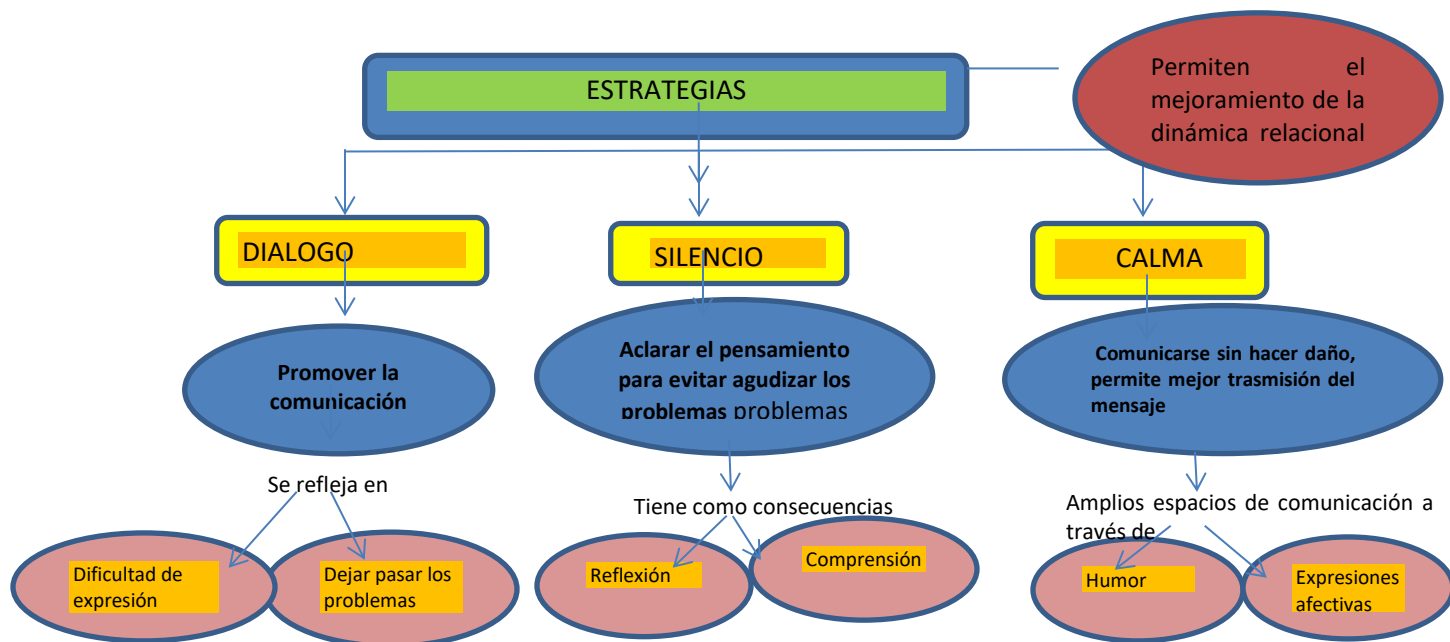 ESTRATEGIAS
Permiten el
mejoramiento de la
dinámica relacional
DIALOGO
SILENCIO
CALMA
Promover la
comunicación
Aclarar el pensamiento
para evitar agudizar los
problemas problemas
Comunicarse sin hacer daño,
permite mejor trasmisión del
mensaje
Se refleja en
Tiene como consecuencias
Amplios espacios de comunicación a
través de
Dificultad de
expresión
Dejar pasar los
problemas
Reflexión
Comprensión
Humor
Expresiones
afectivas